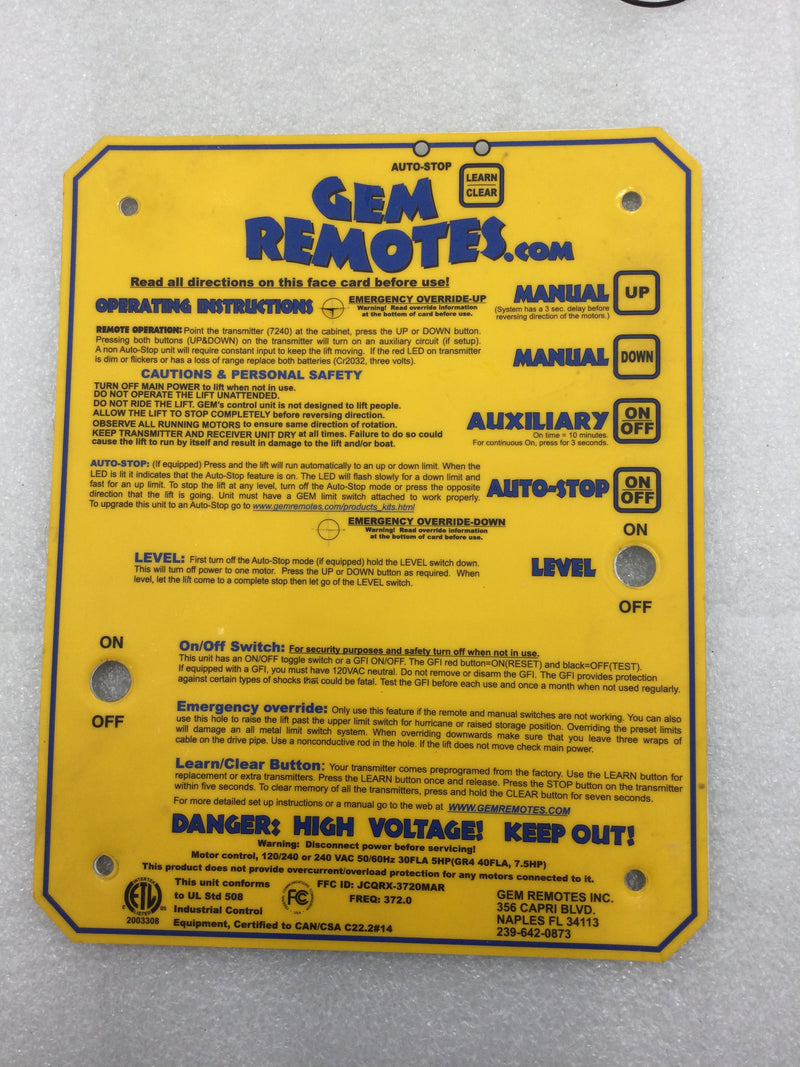 AUTO-STOP
LEARN
CLEAR
GEM
REMOTES.COM
Read all directions on this face card before use!
OPERATING INSTRUCTIONS
EMERGENCY OVERRIDE-UP
Warning! Read override information
at the bottom of card before use.
MANUAL
UP
(System has a 3 sec. delay before
reversing direction of the motors.)
REMOTE OPERATION: Point the transmitter (7240) at the cabinet, press the UP or DOWN button.
Pressing both buttons (UP&DOWN) on the transmitter will turn on an auxiliary circuit (if setup).
A non Auto-Stop unit will require constant input to keep the lift moving. If the red LED on transmitter
is dim or flickers or has a loss of range replace both batteries (Cr2032, three volts).
MANUAL
DOWN
CAUTIONS & PERSONAL SAFETY
TURN OFF MAIN POWER to lift when not in use.
DO NOT OPERATE THE LIFT UNATTENDED.
DO NOT RIDE THE LIFT. GEM's control unit is not designed to lift people.
ALLOW THE LIFT TO STOP COMPLETELY before reversing direction.
OBSERVE ALL RUNNING MOTORS to ensure same direction of rotation.
KEEP TRANSMITTER AND RECEIVER UNIT DRY at all times. Failure to do so could
cause the lift to run by itself and result in damage to the lift and/or boat.
AUXILIARY
ON
OFF
On time = 10 minutes.
For continuous On, press for 3 seconds.
AUTO-STOP: (If equipped) Press and the lift will run automatically to an up or down limit. When the
LED is lit it indicates that the Auto-Stop feature is on. The LED will flash slowly for a down limit and
fast for an up limit. To stop the lift at any level, turn off the Auto-Stop mode or press the opposite
direction that the lift is going. Unit must have a GEM limit switch attached to work properly.
To upgrade this unit to an Auto-Stop go to www.gemremotes.com/products_kits.html
AUTO-STOP
ON
OFF
EMERGENCY OVERRIDE-DOWN
Warning! Read override information
at the bottom of card before use.
ON
LEVEL: First turn off the Auto-Stop mode (if equipped) hold the LEVEL switch down.
This will turn off power to one motor. Press the UP or DOWN button as required. When
level, let the lift come to a complete stop then let go of the LEVEL switch.
LEVEL
OFF
ON
OFF
On/Off Switch: For security purposes and safety turn off when not in use.
This unit has an ON/OFF toggle switch or a GFI ON/OFF. The GFI red button=ON(RESET) and black=OFF(TEST).
If equipped with a GFI, you must have 120VAC neutral. Do not remove or disarm the GFI. The GFI provides protection
against certain types of shocks that could be fatal. Test the GFI before each use and once a month when not used regularly.
Emergency override: Only use this feature if the remote and manual switches are not working. You can also
use this hole to raise the lift past the upper limit switch for hurricane or raised storage position. Overriding the preset limits
will damage an all metal limit switch system. When overriding downwards make sure that you leave three wraps of
cable on the drive pipe. Use a nonconductive rod in the hole. If the lift does not move check main power.
Learn/Clear Button: Your transmitter comes preprogramed from the factory. Use the LEARN button for
replacement or extra transmitters. Press the LEARN button once and release. Press the STOP button on the transmitter
within five seconds. To clear memory of all the transmitters, press and hold the CLEAR button for seven seconds.
For more detailed set up instructions or a manual go to the web at WWW.GEMREMOTES.COM
DANGER: HIGH VOLTAGE! KEEP OUT!
Warning: Disconnect power before servicing!
Motor control, 120/240 or 240 VAC 50/60Hz 30FLA 5HP(GR4 40FLA, 7.5HP)
This product does not provide overcurrent/overload protection for any motors connected to it.
ETL
2003308
This unit conforms
to UL Std 508
Industrial Control
Equipment, Certified to CAN/CSA C22.2#14
FC
FFC ID: JCQRX-3720MAR
FREQ: 372.0
GEM REMOTES INC.
356 CAPRI BLVD.
NAPLES FL 34113
239-642-0873